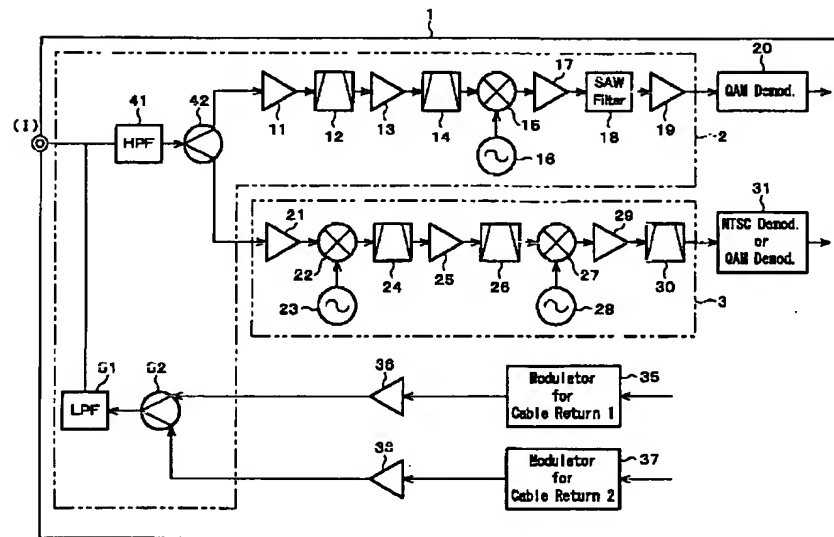 1
(I)
41
HPF
42
11
12
13
14
15
16
17
SAW
Filter
18
19
2
20
QAM Demod.
21
22
23
24
25
26
27
28
29
30
3
31
NTSC Demod.
or
QAM Demod.
61
LPF
62
36
Modulator
for
Cable Return 1
35
38
Modulator
for
Cable Return 2
37